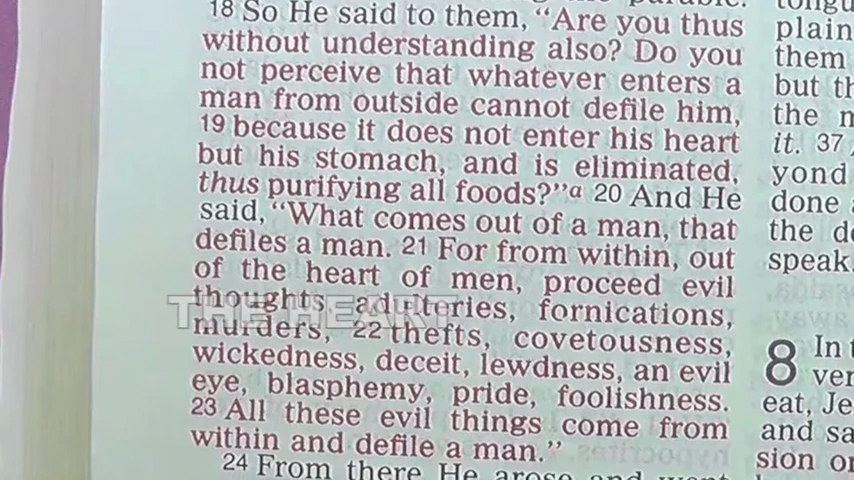 18 So He said to them, "Are you thus
without understanding also? Do you
not perceive that whatever enters a
man from outside cannot defile him,
19 because it does not enter his heart
but his stomach, and is eliminated,
thus purifying all foods?"a 20 And He
said, "What comes out of a man, that
defiles a man. 21 For from within, out
of the heart of men, proceed evil
thoughts, adulteries, fornications,
THE HEART
murders, 22 thefts, covetousness,
wickedness, deceit, lewdness, an evil
eye, blasphemy, pride, foolishness.
23 All these evil things come from
within and defile a man."
24 From there He arose and went
plain
them
but
the
it. 37
yond
done
the
speak.
8 In
eat, Je
and sa
sion or